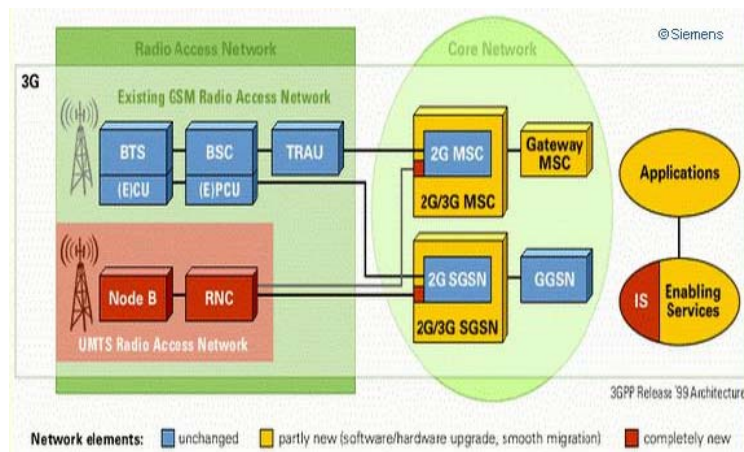 Radio Access Network
Core Network
©Siemens
3G
Existing GSM Radio Access Network
BTS
BSC
TRAU
2G MSC
Gateway
MSC
(E)CU
(E)PCU
2G/3G MSC
Applications
Node B
RNC
2G SGSN
GGSN
2G/3G SGSN
IS
Enabling
Services
UMTS Radio Access Network
3GPP Release '99 Architecture
Network elements:
unchanged
partly new (software/hardware upgrade, smooth migration)
completely new